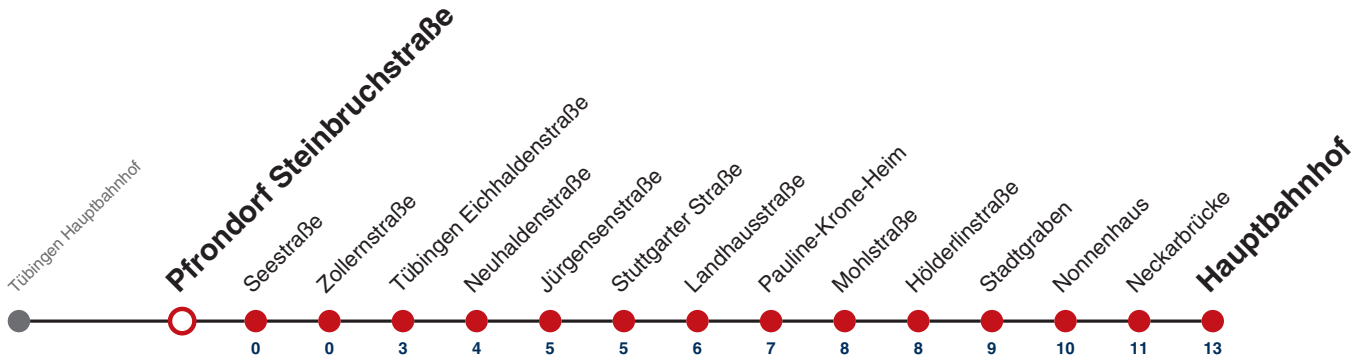 Tübingen Hauptbahnhof
Pfrondorf Steinbruchstraße
Seestraße
Zollernstraße
Tübingen Eichhaldenstraße
Neuhaldenstraße
Jürgensenstraße
Stuttgarter Straße
Landhausstraße
Pauline-Krone-Heim
Mohlstraße
Hölderlinstraße
Stadtgraben
Nonnenhaus
Neckarbrücke
Hauptbahnhof
0 0 3 4 5 5 6 7 8 8 9 10 11 13